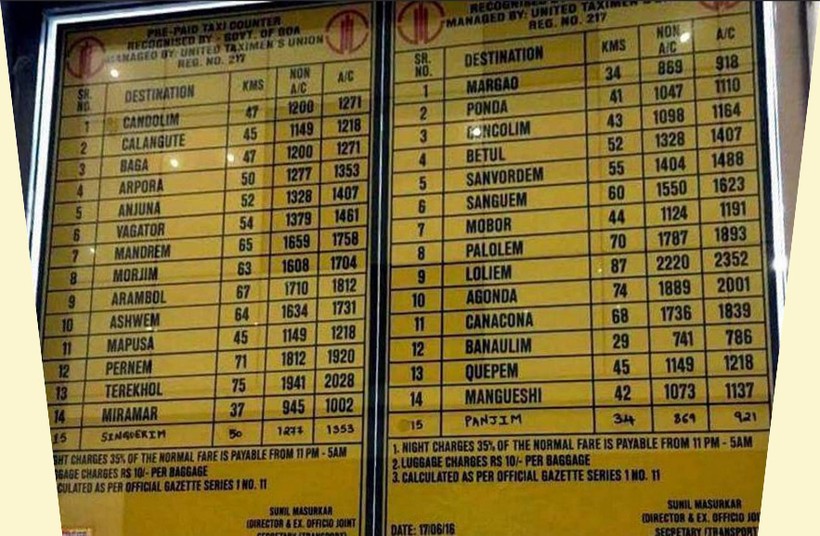 PRE-PAID TAXI COUNTER
RECOGNISED BY - GOVT. OF GOA
MANAGED BY: UNITED TAXIMEN'S UNION
REG. NO. 217
SR. NO. DESTINATION KMS NON A/C A/C
1 CANDOLIM 47 1200 1271
2 CALANGUTE 45 1149 1218
3 BAGA 47 1200 1271
4 ARPORA 50 1277 1353
5 ANJUNA 52 1328 1407
6 VAGATOR 54 1379 1461
7 MANDREM 65 1659 1758
8 MORJIM 63 1608 1704
9 ARAMBOL 67 1710 1812
10 ASHWEM 64 1634 1731
11 MAPUSA 45 1149 1218
12 PERNEM 71 1812 1920
13 TEREKHOL 75 1941 2028
14 MIRAMAR 37 945 1002
15 SINQUERIM 50 1277 1353
GHT CHARGES 35% OF THE NORMAL FARE IS PAYABLE FROM 11 PM - 5AM
GGAGE CHARGES RS 10/- PER BAGGAGE
CULATED AS PER OFFICIAL GAZETTE SERIES 1 NO. 11
SUNIL MASURKAR
(DIRECTOR & EX. OFFICIO JOINT
SECRETARY (TRANSPORT)
MANAGED BY: UNITED
REG. NO. 217
SR. NO. DESTINATION KMS NON A/C A/C
1 MARGAO 34 869 918
2 PONDA 41 1047 1110
3 CUNCOLIM 43 1098 1164
4 BETUL 52 1328 1407
5 SANVORDEM 55 1404 1488
6 SANGUEM 60 1550 1623
7 MOBOR 44 1124 1191
8 PALOLEM 70 1787 1893
9 LOLIEM 87 2220 2352
10 AGONDA 74 1889 2001
11 CANACONA 68 1736 1839
12 BANAULIM 29 741 786
13 QUEPEM 45 1149 1218
14 MANGUESHI 42 1073 1137
15 PANJIM 34 869 921
1. NIGHT CHARGES 35% OF THE NORMAL FARE IS PAYABLE FROM 11 PM - 5AM
2.LUGGAGE CHARGES RS 10/- PER BAGGAGE
3. CALCULATED AS PER OFFICIAL GAZETTE SERIES 1 NO. 11
SUNIL MASURKAR
(DIRECTOR & EX. OFFICIO JOI
DATE: 17/06/16